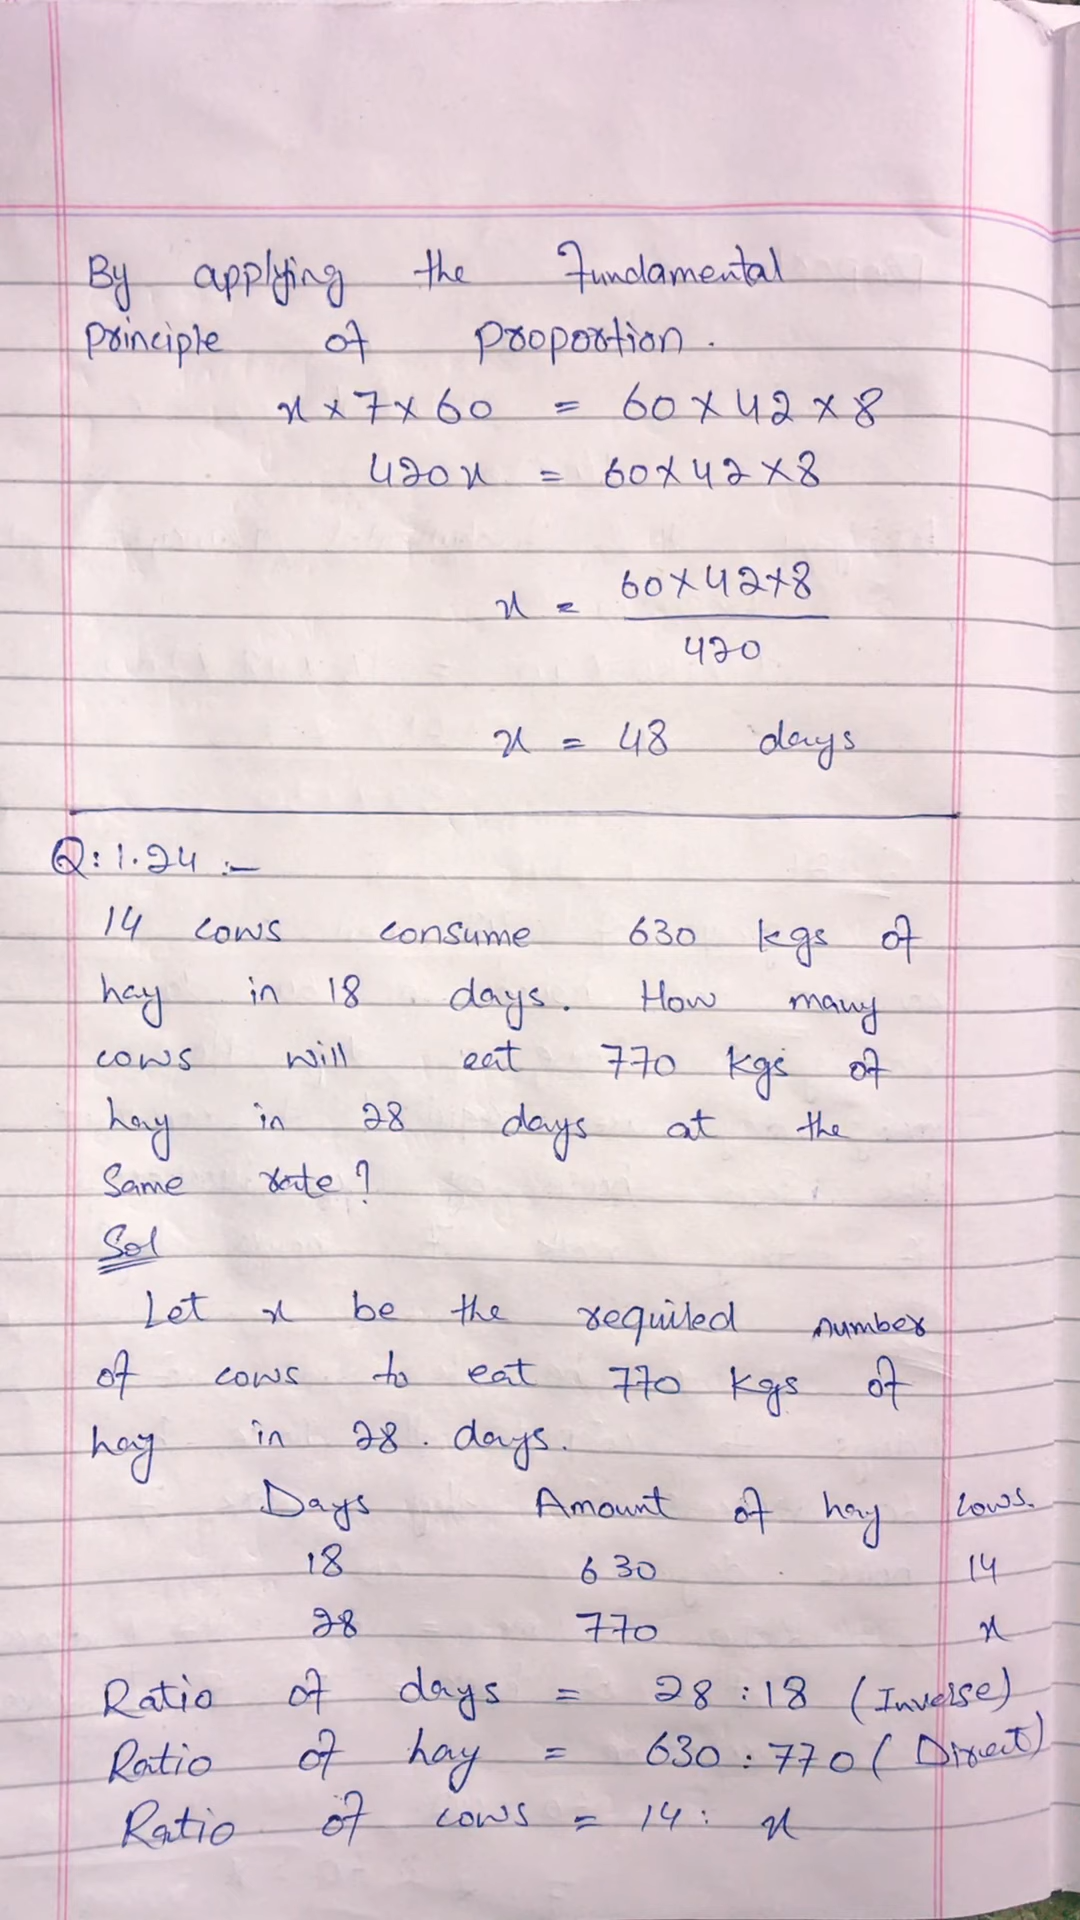 By applying the Fundamental
Principle of Proportion.
x × 7 × 60 = 60 × 42 × 8
420x = 60 × 42 × 8
x = 60 × 42 × 8 / 420
x = 48 days
Q: 1.24 :-
14 cows consume 630 kgs of
hay in 18 days. How many
cows will eat 770 kgs of
hay in 28 days at the
Same rate?
Sol
Let x be the required number
of cows to eat 770 kgs of
hay in 28. days.
Days Amount of hay Cows.
18 630 14
28 770 x
Ratio of days = 28 : 18 (Inverse)
Ratio of hay = 630 : 770 (Direct)
Ratio of cows = 14 : x